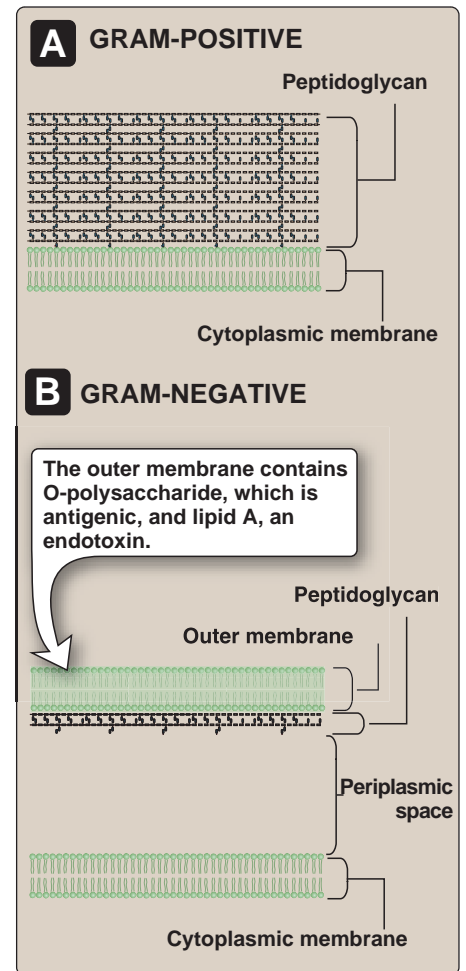 A GRAM-POSITIVE
Peptidoglycan
Cytoplasmic membrane
B GRAM-NEGATIVE
The outer membrane contains
O-polysaccharide, which is
antigenic, and lipid A, an
endotoxin.
Peptidoglycan
Outer membrane
Periplasmic
space
Cytoplasmic membrane